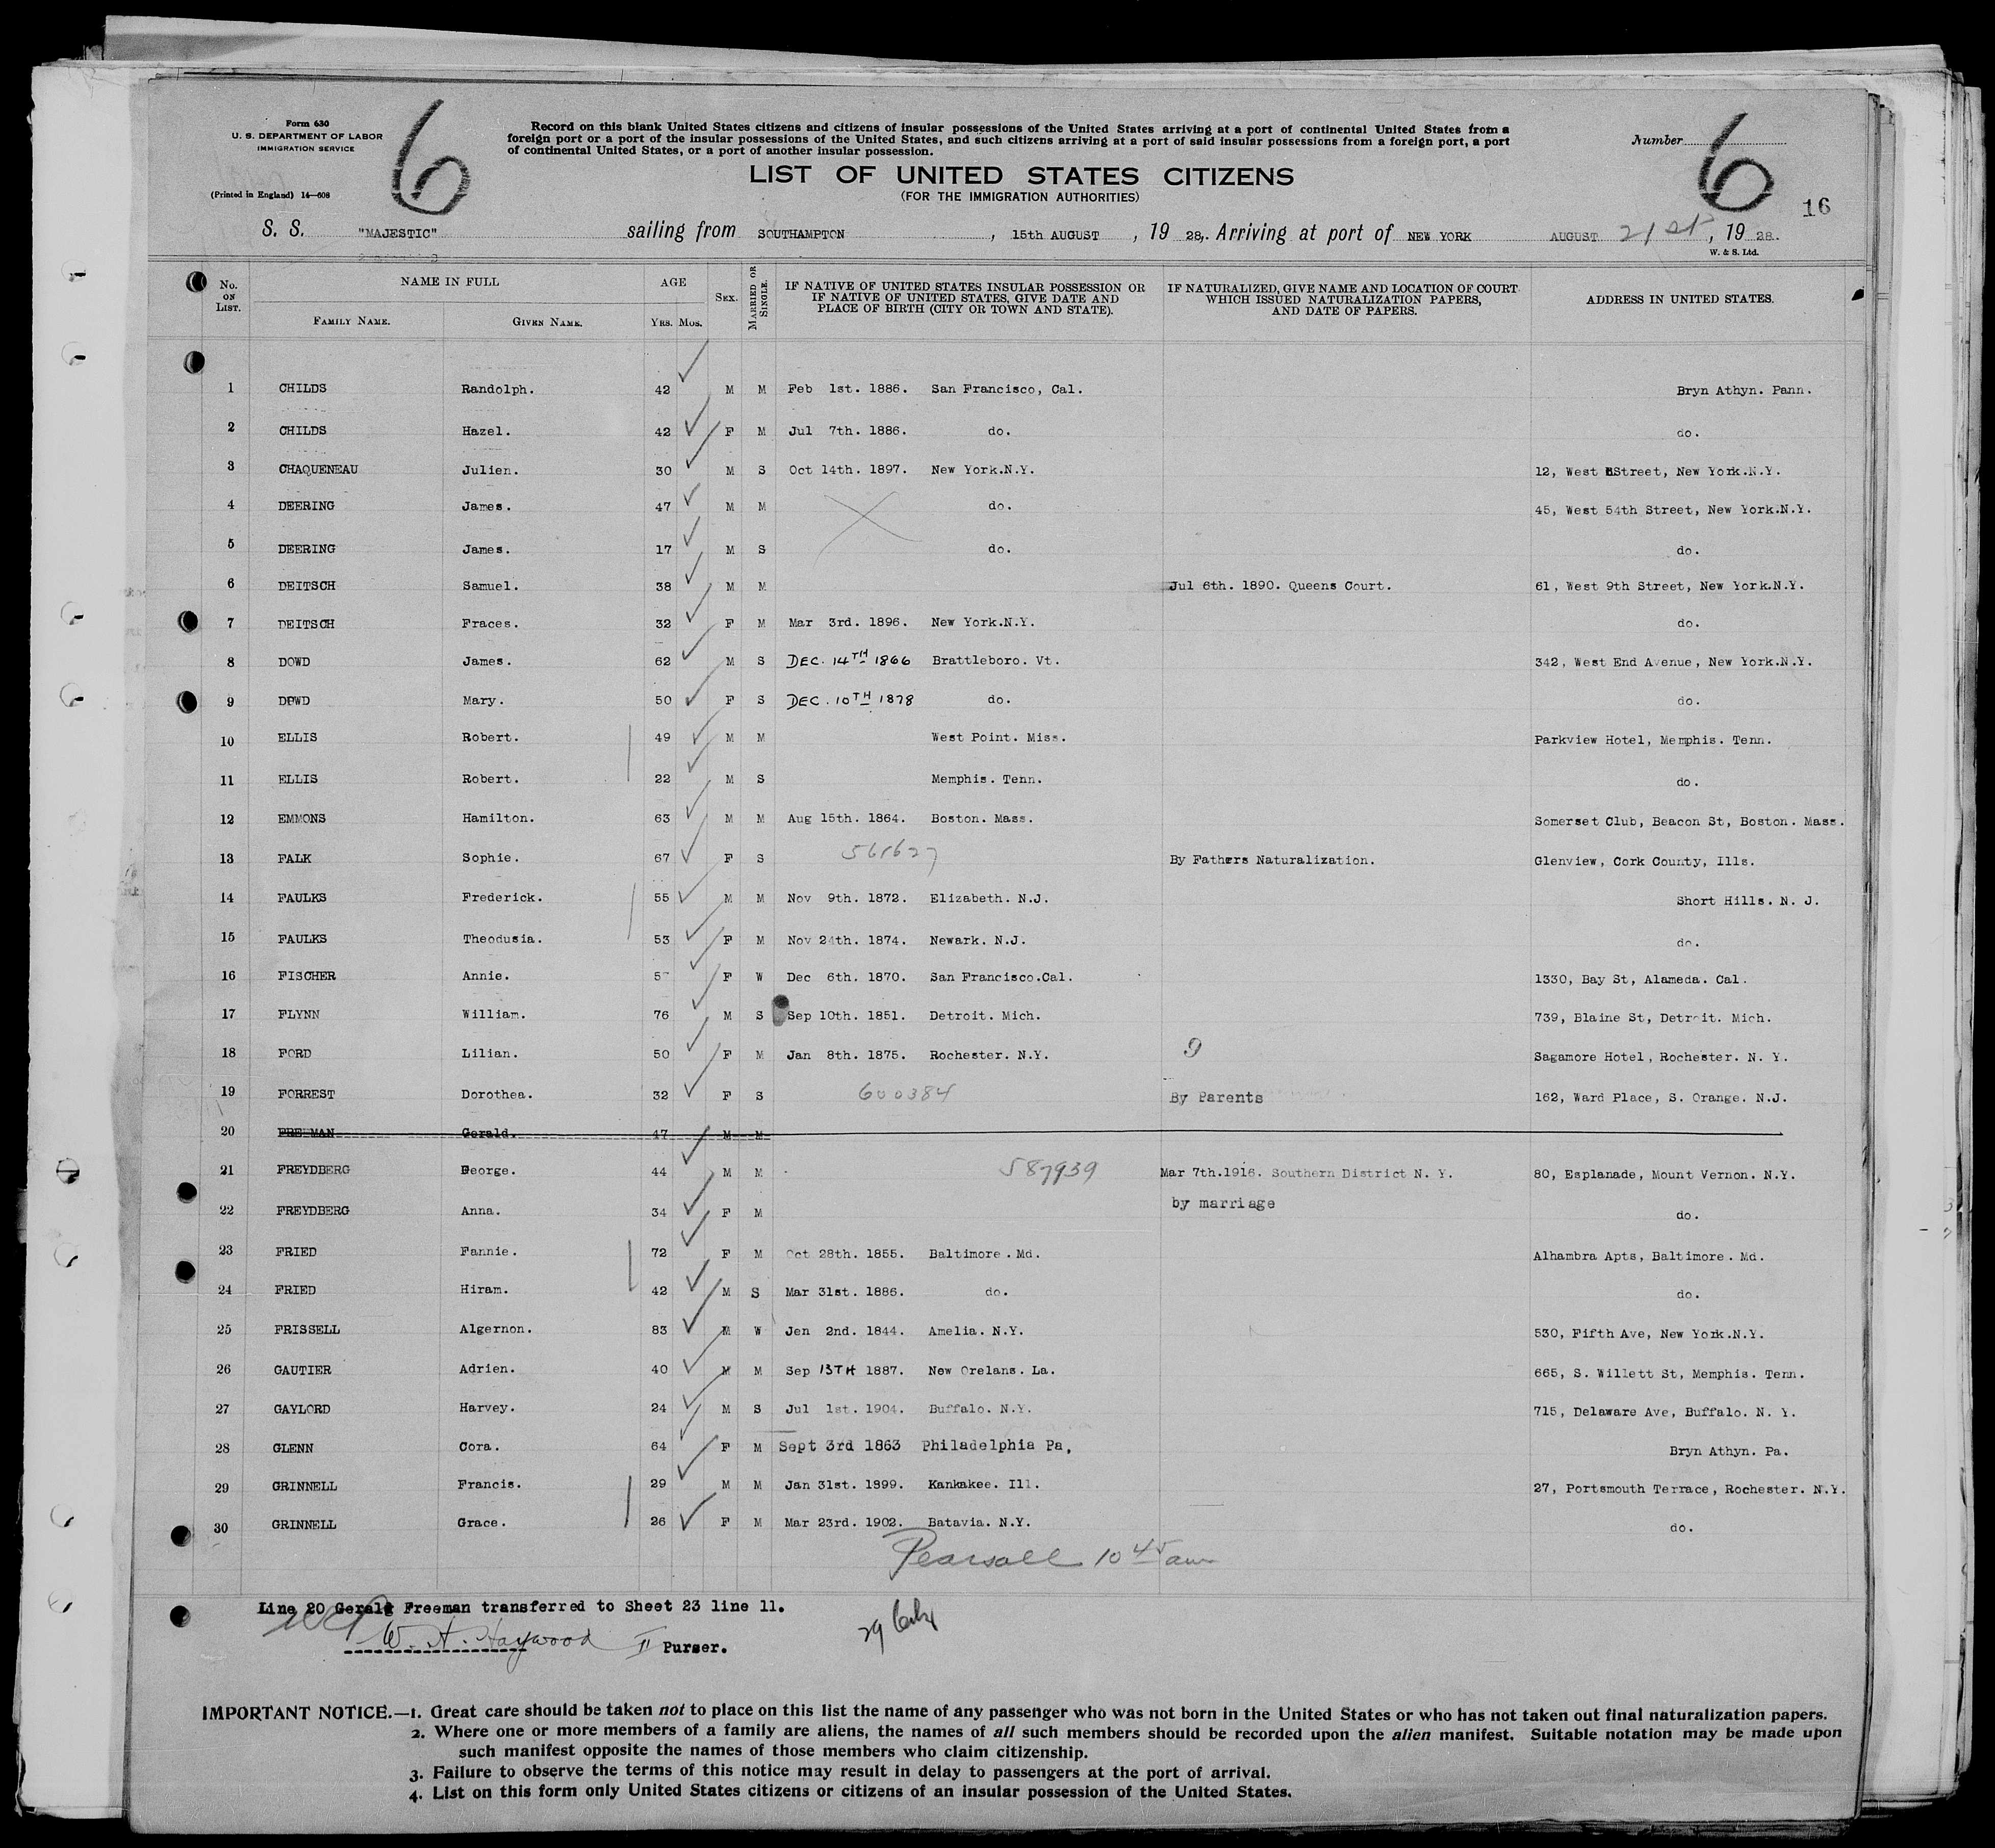 Form 630
U. S. DEPARTMENT OF LABOR
IMMIGRATION SERVICE
(Printed in England) 14—608
6
Record on this blank United States citizens and citizens of insular possessions of the United States arriving at a port of continental United States from a
foreign port or a port of the insular possessions of the United States, and such citizens arriving at a port of said insular possessions from a foreign port, a port
of continental United States, or a port of another insular possession.
Number 6
LIST OF UNITED STATES CITIZENS
(FOR THE IMMIGRATION AUTHORITIES)
16
S. S. "MAJESTIC" sailing from SOUTHAMPTON, 15th AUGUST, 19 28,. Arriving at port of NEW YORK AUGUST 21st, 19 28.
W. & S. Ltd.
No. ON LIST. NAME IN FULL FAMILY NAME. GIVEN NAME. AGE YRS. MOS. SEX. MARRIED OR SINGLE. IF NATIVE OF UNITED STATES INSULAR POSSESSION OR IF NATIVE OF UNITED STATES, GIVE DATE AND PLACE OF BIRTH (CITY OR TOWN AND STATE). IF NATURALIZED, GIVE NAME AND LOCATION OF COURT WHICH ISSUED NATURALIZATION PAPERS, AND DATE OF PAPERS. ADDRESS IN UNITED STATES.
1 CHILDS Randolph. 42 M M Feb 1st. 1886. San Francisco, Cal. Bryn Athyn. Pann.
2 CHILDS Hazel. 42 F M Jul 7th. 1886. do. do.
3 CHAQUENEAU Julien. 30 M S Oct 14th. 1897. New York.N.Y. 12, West Street, New York.N.Y.
4 DEERING James. 47 M M do. 45, West 54th Street, New York.N.Y.
5 DEERING James. 17 M S do. do.
6 DEITSCH Samuel. 38 M M Jul 6th. 1890. Queens Court. 61, West 9th Street, New York.N.Y.
7 DEITSCH Fraces. 32 F M Mar 3rd. 1896. New York.N.Y. do.
8 DOWD James. 62 M S DEC. 14TH 1866 Brattleboro. Vt. 342, West End Avenue, New York.N.Y.
9 DOWD Mary. 50 F S DEC. 10TH 1878 do. do.
10 ELLIS Robert. 49 M M West Point. Miss. Parkview Hotel, Memphis. Tenn.
11 ELLIS Robert. 22 M S Memphis. Tenn. do.
12 EMMONS Hamilton. 63 M M Aug 15th. 1864. Boston. Mass. Somerset Club, Beacon St, Boston. Mass.
13 FALK Sophie. 67 F S 561627 By Fathers Naturalization. Glenview, Cork County, Ills.
14 FAULKS Frederick. 55 M M Nov 9th. 1872. Elizabeth. N.J. Short Hills. N. J.
15 FAULKS Theodusia. 53 F M Nov 24th. 1874. Newark. N.J. do.
16 FISCHER Annie. F W Dec 6th. 1870. San Francisco.Cal. 1330, Bay St, Alameda. Cal.
17 FLYNN William. 76 M S Sep 10th. 1851. Detroit. Mich. 739, Blaine St, Detroit. Mich.
18 FORD Lilian. 50 F M Jan 8th. 1875. Rochester. N.Y. 9 Sagamore Hotel, Rochester. N. Y.
19 FORREST Dorothea. 32 F S 600384 By Parents 162, Ward Place, S. Orange. N.J.
20 FREEMAN Gerald. 47 M M
21 FREYDBERG George. 44 M M 587939 Mar 7th.1916. Southern District N. Y. 80, Esplanade, Mount Vernon. N.Y.
22 FREYDBERG Anna. 34 F M by marriage do.
23 FRIED Fannie. 72 F M Oct 28th. 1855. Baltimore. Md. Alhambra Apts, Baltimore. Md.
24 FRIED Hiram. 42 M S Mar 31st. 1886. do. do.
25 FRISSELL Algernon. 83 M W Jen 2nd. 1844. Amelia. N.Y. 530, Fifth Ave, New York.N.Y.
26 GAUTIER Adrien. 40 M M Sep 13TH 1887. New Orelans. La. 665, S. Willett St, Memphis. Tenn.
27 GAYLORD Harvey. 24 M S Jul 1st. 1904. Buffalo. N.Y. 715, Delaware Ave, Buffalo. N. Y.
28 GLENN Cora. 64 F M Sept 3rd 1863 Philadelphia Pa, Bryn Athyn. Pa.
29 GRINNELL Francis. 29 M M Jan 31st. 1899. Kankakee. Ill. 27, Portsmouth Terrace, Rochester. N.Y.
30 GRINNELL Grace. 26 F M Mar 23rd. 1902. Batavia. N.Y. do.
Pearsall 10 45 am
Line 20 Gerald Freeman transferred to Sheet 23 line 11.
W. A. Haywood II Purser.
29
IMPORTANT NOTICE.—1. Great care should be taken not to place on this list the name of any passenger who was not born in the United States or who has not taken out final naturalization papers.
2. Where one or more members of a family are aliens, the names of all such members should be recorded upon the alien manifest. Suitable notation may be made upon
such manifest opposite the names of those members who claim citizenship.
3. Failure to observe the terms of this notice may result in delay to passengers at the port of arrival.
4. List on this form only United States citizens or citizens of an insular possession of the United States.